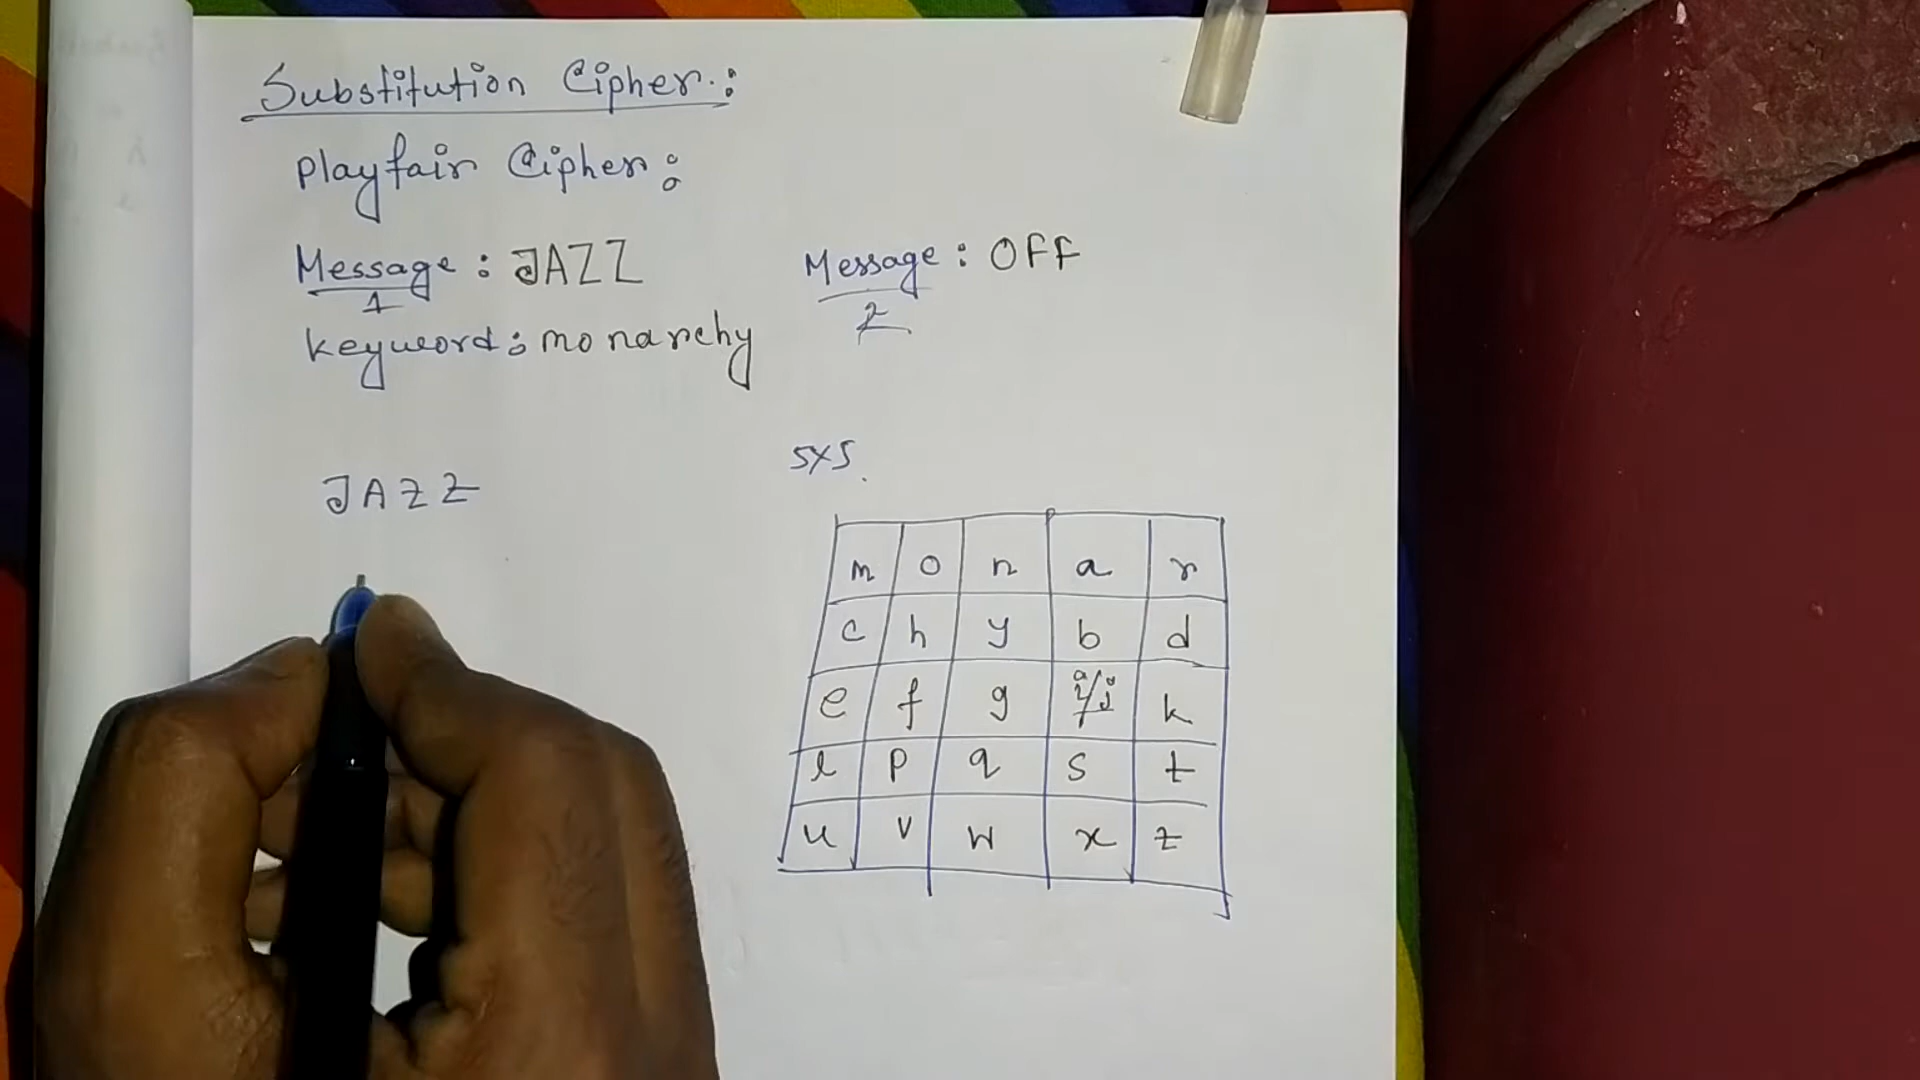 Substitution Cipher:
Playfair Cipher:
Message: JAZZ
1
Message: OFF
2
keyword: monarchy
5x5
JAZZ
m o n a r
c h y b d
e f g i/j k
l p q s t
u v w x z